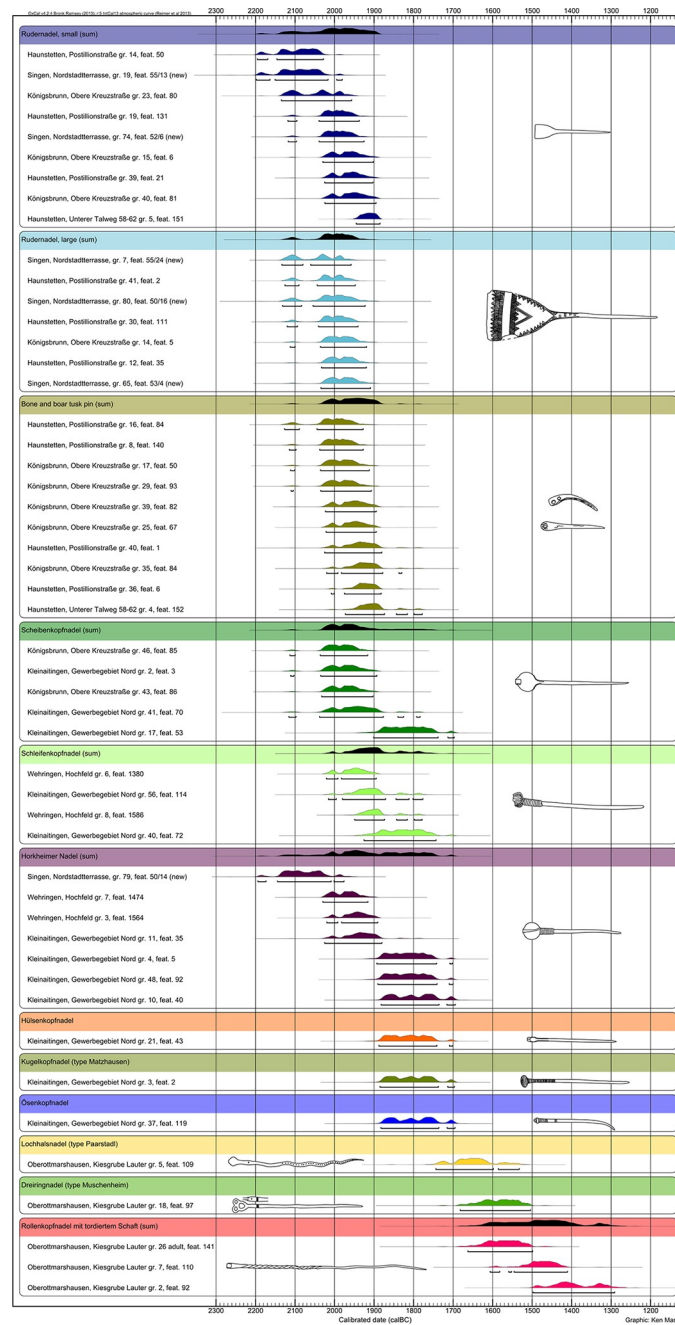 OxCal v4.2.4 Bronk Ramsey (2013); r:5 IntCal13 atmospheric curve (Reimer et al 2013)
2300 2200 2100 2000 1900 1800 1700 1600 1500 1400 1300 1200
Rudernadel, small (sum)
Haunstetten, Postillionstraße gr. 14, feat. 50
Singen, Nordstadtterrasse, gr. 19, feat. 55/13 (new)
Königsbrunn, Obere Kreuzstraße gr. 23, feat. 80
Haunstetten, Postillionstraße gr. 19, feat. 131
Singen, Nordstadtterrasse gr. 74, feat. 52/6 (new)
Königsbrunn, Obere Kreuzstraße gr. 15, feat. 6
Haunstetten, Postillionstraße gr. 39, feat. 21
Königsbrunn, Obere Kreuzstraße gr. 40, feat. 81
Haunstetten, Unterer Talweg 58-62 gr. 5, feat. 151
Rudernadel, large (sum)
Singen, Nordstadtterrasse, gr. 7, feat. 55/24 (new)
Haunstetten, Postillionstraße gr. 41, feat. 2
Singen, Nordstadtterrasse gr. 80, feat. 50/16 (new)
Haunstetten, Postillionstraße gr. 30, feat. 111
Königsbrunn, Obere Kreuzstraße gr. 14, feat. 5
Haunstetten, Postillionstraße gr. 12, feat. 35
Singen, Nordstadtterrasse, gr. 65, feat. 53/4 (new)
Bone and boar tusk pin (sum)
Haunstetten, Postillionstraße gr. 16, feat. 84
Haunstetten, Postillionstraße gr. 8, feat. 140
Königsbrunn, Obere Kreuzstraße gr. 17, feat. 50
Königsbrunn, Obere Kreuzstraße gr. 29, feat. 93
Königsbrunn, Obere Kreuzstraße gr. 39, feat. 82
Königsbrunn, Obere Kreuzstraße gr. 25, feat. 67
Haunstetten, Postillionstraße gr. 40, feat. 1
Königsbrunn, Obere Kreuzstraße gr. 35, feat. 84
Haunstetten, Postillionstraße gr. 36, feat. 6
Haunstetten, Unterer Talweg 58-62 gr. 4, feat. 152
Scheibenkopfnadel (sum)
Königsbrunn, Obere Kreuzstraße gr. 46, feat. 85
Kleinaitingen, Gewerbegebiet Nord gr. 2, feat. 3
Königsbrunn, Obere Kreuzstraße gr. 43, feat. 86
Kleinaitingen, Gewerbegebiet Nord gr. 41, feat. 70
Kleinaitingen, Gewerbegebiet Nord gr. 17, feat. 53
Schleifenkopfnadel (sum)
Wehringen, Hochfeld gr. 6, feat. 1380
Kleinaitingen, Gewerbegebiet Nord gr. 56, feat. 114
Wehringen, Hochfeld gr. 8, feat. 1586
Kleinaitingen, Gewerbegebiet Nord gr. 40, feat. 72
Horkheimer Nadel (sum)
Singen, Nordstadtterrasse, gr. 79, feat. 50/14 (new)
Wehringen, Hochfeld gr. 7, feat. 1474
Wehringen, Hochfeld gr. 3, feat. 1564
Kleinaitingen, Gewerbegebiet Nord gr. 11, feat. 35
Kleinaitingen, Gewerbegebiet Nord gr. 4, feat. 5
Kleinaitingen, Gewerbegebiet Nord gr. 48, feat. 92
Kleinaitingen, Gewerbegebiet Nord gr. 10, feat. 40
Hülsenkopfnadel
Kleinaitingen, Gewerbegebiet Nord gr. 21, feat. 43
Kugelkopfnadel (type Matzhausen)
Kleinaitingen, Gewerbegebiet Nord gr. 3, feat. 2
Ösenkopfnadel
Kleinaitingen, Gewerbegebiet Nord gr. 37, feat. 119
Lochhalsnadel (type Paarstadl)
Oberottmarshausen, Kiesgrube Lauter gr. 5, feat. 109
Dreiringnadel (type Muschenheim)
Oberottmarshausen, Kiesgrube Lauter gr. 18, feat. 97
Rollenkopfnadel mit tordiertem Schaft (sum)
Oberottmarshausen, Kiesgrube Lauter gr. 26 adult, feat. 141
Oberottmarshausen, Kiesgrube Lauter gr. 7, feat. 110
Oberottmarshausen, Kiesgrube Lauter gr. 2, feat. 92
2300 2200 2100 2000 1900 1800 1700 1600 1500 1400 1300 1200
Calibrated date (calBC)
Graphic: Ken Mas